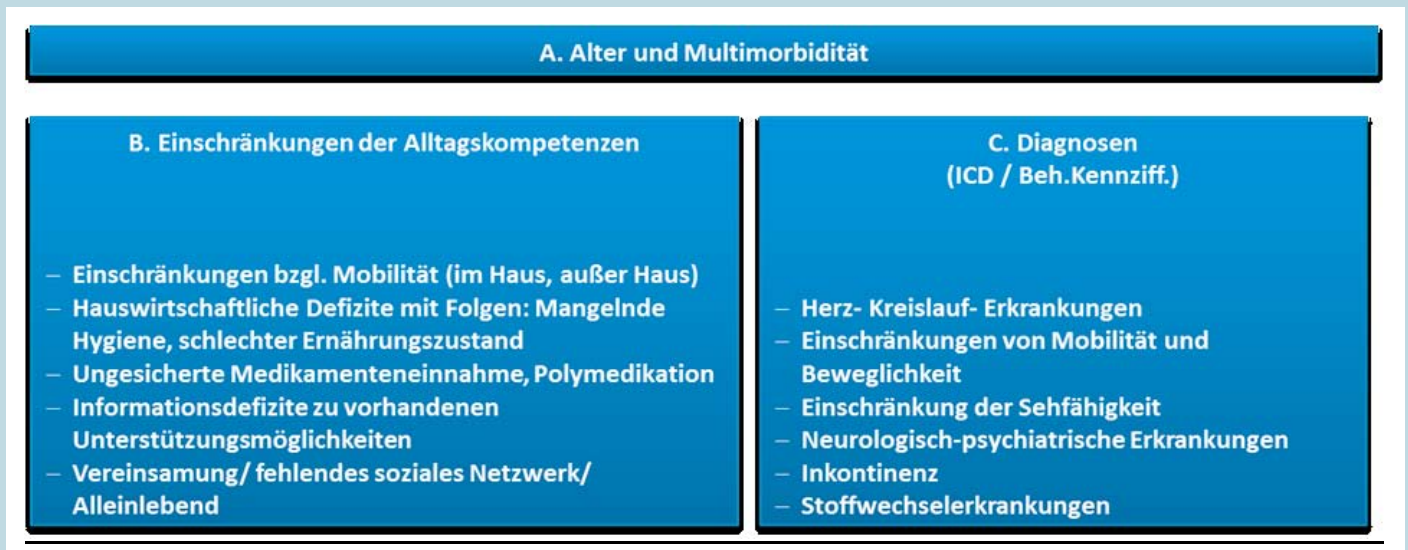 A. Alter und Multimorbidität
B. Einschränkungen der Alltagskompetenzen
– Einschränkungen bzgl. Mobilität (im Haus, außer Haus)
– Hauswirtschaftliche Defizite mit Folgen: Mangelnde
Hygiene, schlechter Ernährungszustand
– Ungesicherte Medikamenteneinnahme, Polymedikation
– Informationsdefizite zu vorhandenen
Unterstützungsmöglichkeiten
– Vereinsamung/ fehlendes soziales Netzwerk/
Alleinlebend
C. Diagnosen
(ICD / Beh.Kennziff.)
– Herz- Kreislauf- Erkrankungen
– Einschränkungen von Mobilität und
Beweglichkeit
– Einschränkung der Sehfähigkeit
– Neurologisch-psychiatrische Erkrankungen
– Inkontinenz
– Stoffwechselerkrankungen